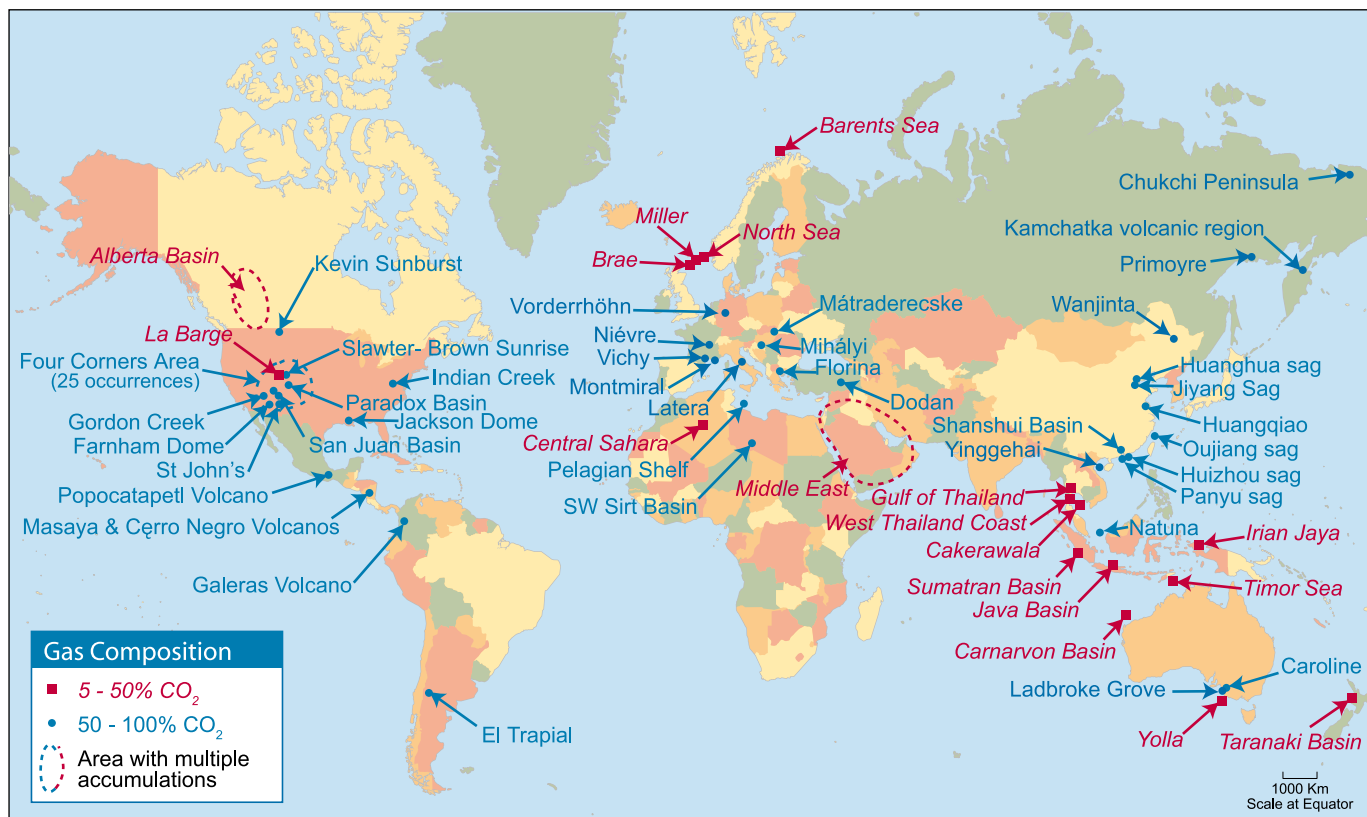 Barents Sea
Chukchi Peninsula
Miller
North Sea
Kamchatka volcanic region
Alberta Basin
Kevin Sunburst
Brae
Primoyre
Vorderrhöhn
Mátraderecske
Wanjinta
La Barge
Niévre
Slawter- Brown Sunrise
Mihályi
Four Corners Area
(25 occurrences)
Vichy
Huanghua sag
Florina
Indian Creek
Montmiral
Jiyang Sag
Paradox Basin
Dodan
Latera
Gordon Creek
Jackson Dome
Huangqiao
Farnham Dome
San Juan Basin
Central Sahara
Shanshui Basin
Oujiang sag
St John's
Pelagian Shelf
Yinggehai
Huizhou sag
Popocatapetl Volcano
Middle East
Gulf of Thailand
Panyu sag
SW Sirt Basin
Masaya & Cęrro Negro Volcanos
West Thailand Coast
Natuna
Irian Jaya
Cakerawala
Galeras Volcano
Sumatran Basin
Timor Sea
Java Basin
Carnarvon Basin
Caroline
Ladbroke Grove
El Trapial
Yolla
Taranaki Basin
Gas Composition
5 - 50% CO₂
50 - 100% CO₂
Area with multiple
accumulations
1000 Km
Scale at Equator